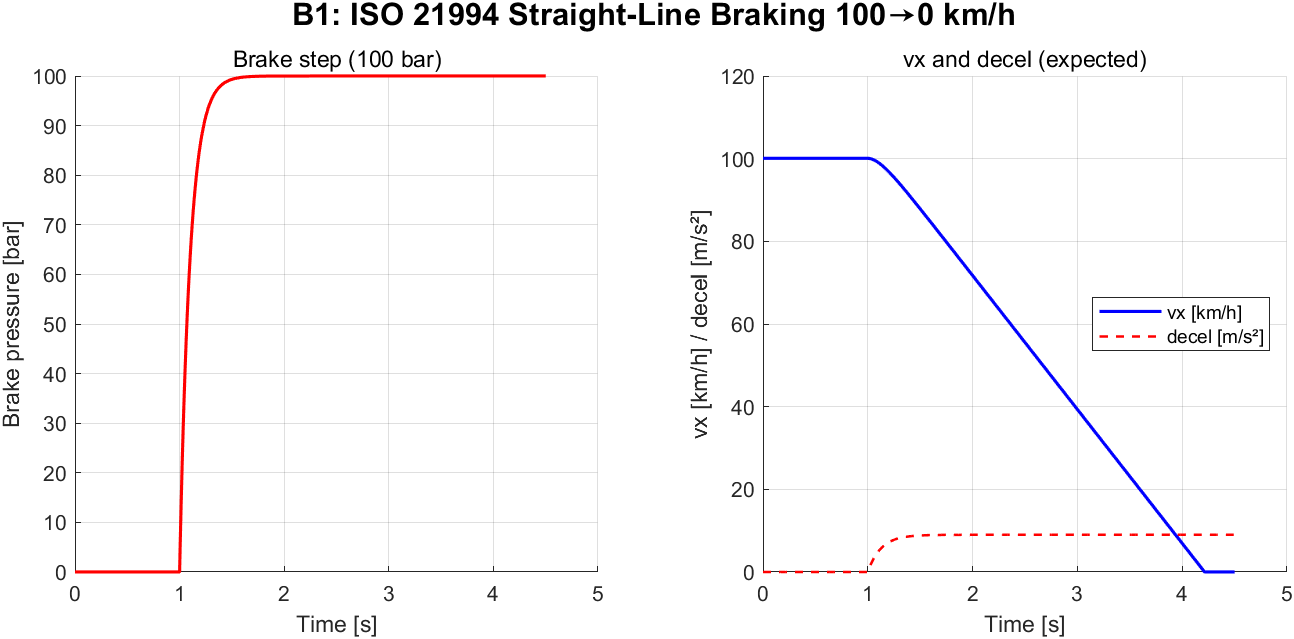 B1: ISO 21994 Straight-Line Braking 100→0 km/h
Brake step (100 bar)
Brake pressure [bar]
100
90
80
70
60
50
40
30
20
10
0
0 1 2 3 4 5
Time [s]
vx and decel (expected)
vx [km/h] / decel [m/s²]
120
100
80
60
40
20
0
vx [km/h]
decel [m/s²]
0 1 2 3 4 5
Time [s]